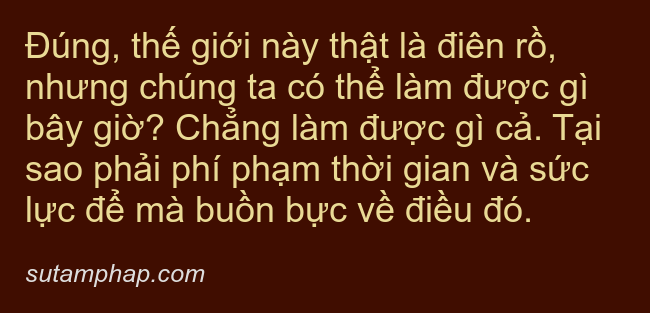 Đúng, thế giới này thật là điên rồ,
nhưng chúng ta có thể làm được gì
bây giờ? Chẳng làm được gì cả. Tại
sao phải phí phạm thời gian và sức
lực để mà buồn bực về điều đó.
sutamphap.com